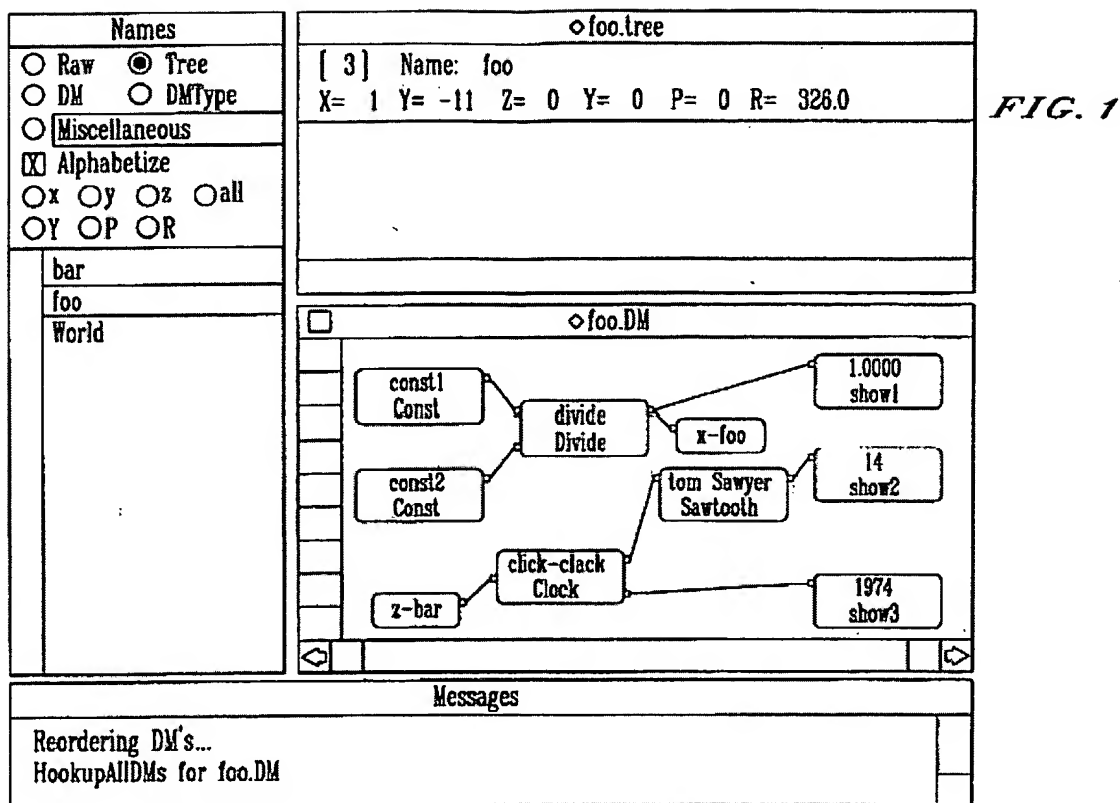 Names
Raw Tree
DM DMType
Miscellaneous
[X] Alphabetize
x y z all
Y P R
bar
foo
World
◇foo.tree
[ 3 ] Name: foo
X= 1 Y= -11 Z= 0 Y= 0 P= 0 R= 326.0
FIG. 1
◇foo.DM
const1
Const
divide
Divide
1.0000
show1
x-foo
const2
Const
tom Sawyer
Sawtooth
14
show2
click-clack
Clock
z-bar
1974
show3
Messages
Reordering DM's...
HookupAllDMs for foo.DM